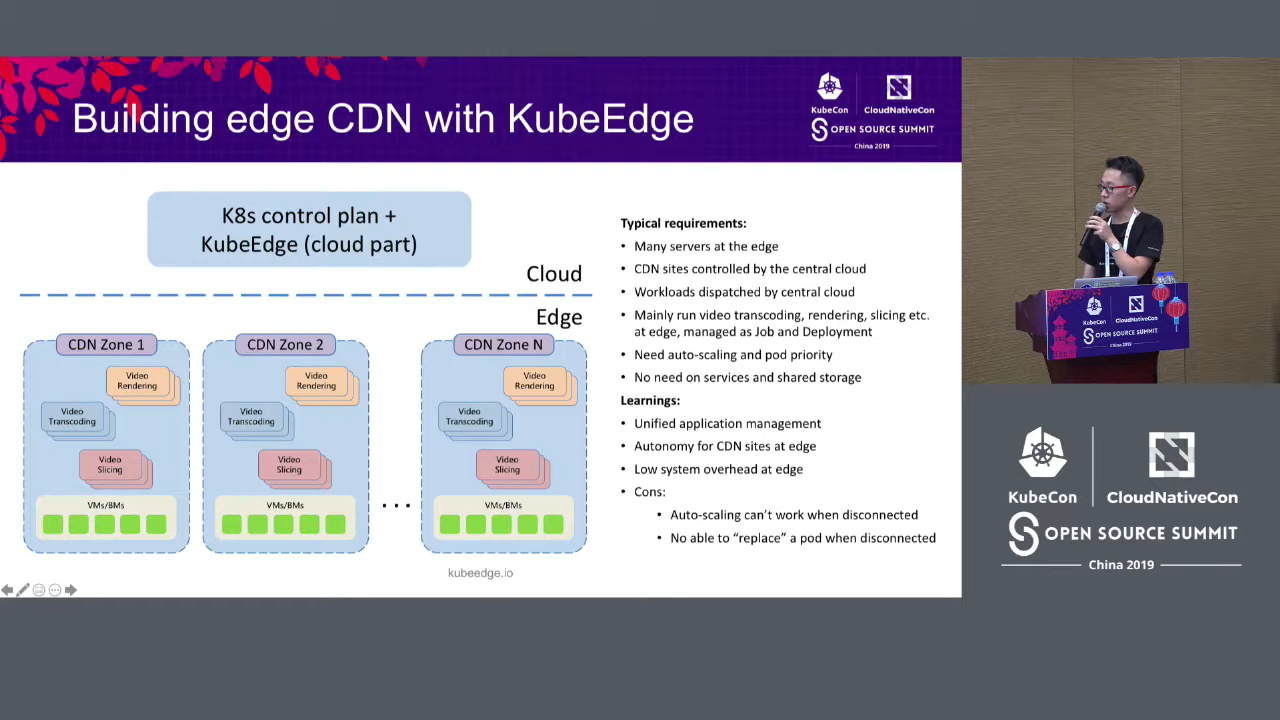 Building edge CDN with KubeEdge
KubeCon
CloudNativeCon
OPEN SOURCE SUMMIT
China 2019
K8s control plan +
KubeEdge (cloud part)
Cloud
Edge
CDN Zone 1
Video
Rendering
Video
Transcoding
Video
Slicing
VMs/BMs
CDN Zone 2
Video
Rendering
Video
Transcoding
Video
Slicing
VMs/BMs
...
CDN Zone N
Video
Rendering
Video
Transcoding
Video
Slicing
VMs/BMs
Typical requirements:
• Many servers at the edge
• CDN sites controlled by the central cloud
• Workloads dispatched by central cloud
• Mainly run video transcoding, rendering, slicing etc.
at edge, managed as Job and Deployment
• Need auto-scaling and pod priority
• No need on services and shared storage
Learnings:
• Unified application management
• Autonomy for CDN sites at edge
• Low system overhead at edge
• Cons:
• Auto-scaling can't work when disconnected
• No able to “replace” a pod when disconnected
kubeedge.io
KubeCon
CloudNativeCon
OPEN SOURCE SUMMIT
China 2019
KubeCon
CloudNativeCon
OPEN SOURCE SUMMIT
China 2019